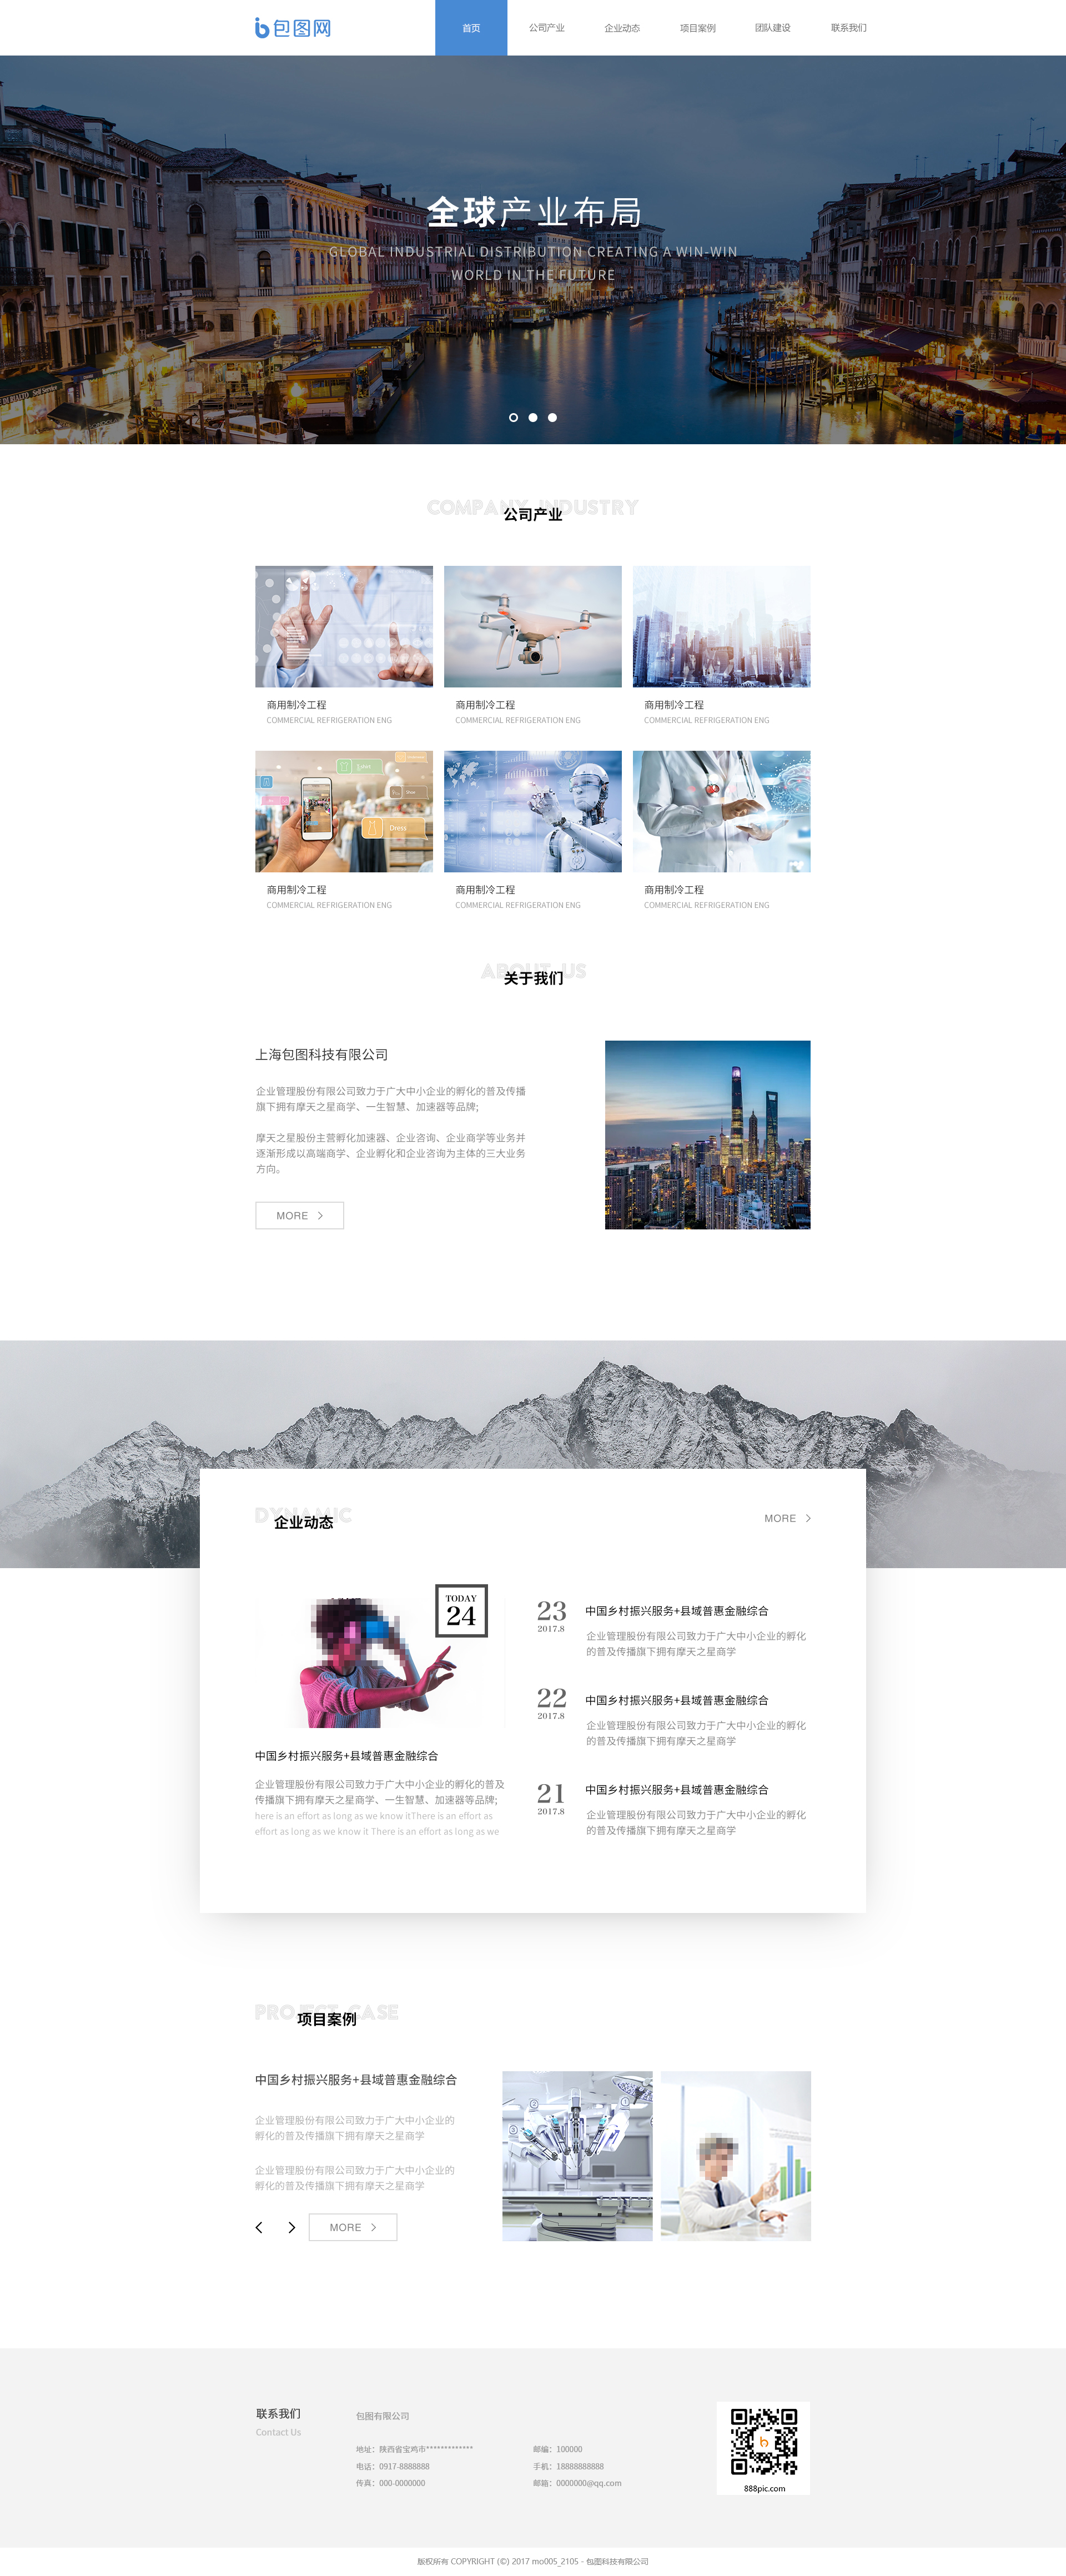 包图网
首页
公司产业
企业动态
项目案例
团队建设
联系我们
全球产业布局
GLOBAL INDUSTRIAL DISTRIBUTION CREATING A WIN-WIN
WORLD IN THE FUTURE
COMPANY INDUSTRY
公司产业
商用制冷工程
COMMERCIAL REFRIGERATION ENG
商用制冷工程
COMMERCIAL REFRIGERATION ENG
商用制冷工程
COMMERCIAL REFRIGERATION ENG
Dress
商用制冷工程
COMMERCIAL REFRIGERATION ENG
商用制冷工程
COMMERCIAL REFRIGERATION ENG
商用制冷工程
COMMERCIAL REFRIGERATION ENG
ABOUT US
关于我们
上海包图科技有限公司
企业管理股份有限公司致力于广大中小企业的孵化的普及传播
旗下拥有摩天之星商学、一生智慧、加速器等品牌;
摩天之星股份主营孵化加速器、企业咨询、企业商学等业务并
逐渐形成以高端商学、企业孵化和企业咨询为主体的三大业务
方向。
MORE
DYNAMIC
企业动态
MORE
TODAY
24
中国乡村振兴服务+县域普惠金融综合
企业管理股份有限公司致力于广大中小企业的孵化的普及
传播旗下拥有摩天之星商学、一生智慧、加速器等品牌;
here is an effort as long as we know itThere is an effort as
effort as long as we know it There is an effort as long as we
23
2017.8
中国乡村振兴服务+县域普惠金融综合
企业管理股份有限公司致力于广大中小企业的孵化
的普及传播旗下拥有摩天之星商学
22
2017.8
中国乡村振兴服务+县域普惠金融综合
企业管理股份有限公司致力于广大中小企业的孵化
的普及传播旗下拥有摩天之星商学
21
2017.8
中国乡村振兴服务+县域普惠金融综合
企业管理股份有限公司致力于广大中小企业的孵化
的普及传播旗下拥有摩天之星商学
PROJECT CASE
项目案例
中国乡村振兴服务+县域普惠金融综合
企业管理股份有限公司致力于广大中小企业的
孵化的普及传播旗下拥有摩天之星商学
企业管理股份有限公司致力于广大中小企业的
孵化的普及传播旗下拥有摩天之星商学
MORE
联系我们
Contact Us
包图有限公司
地址：陕西省宝鸡市*************
电话：0917-8888888
传真：000-0000000
邮编：100000
手机：18888888888
邮箱：0000000@qq.com
888pic.com
版权所有 COPYRIGHT (©) 2017 mo005_2105 - 包图科技有限公司